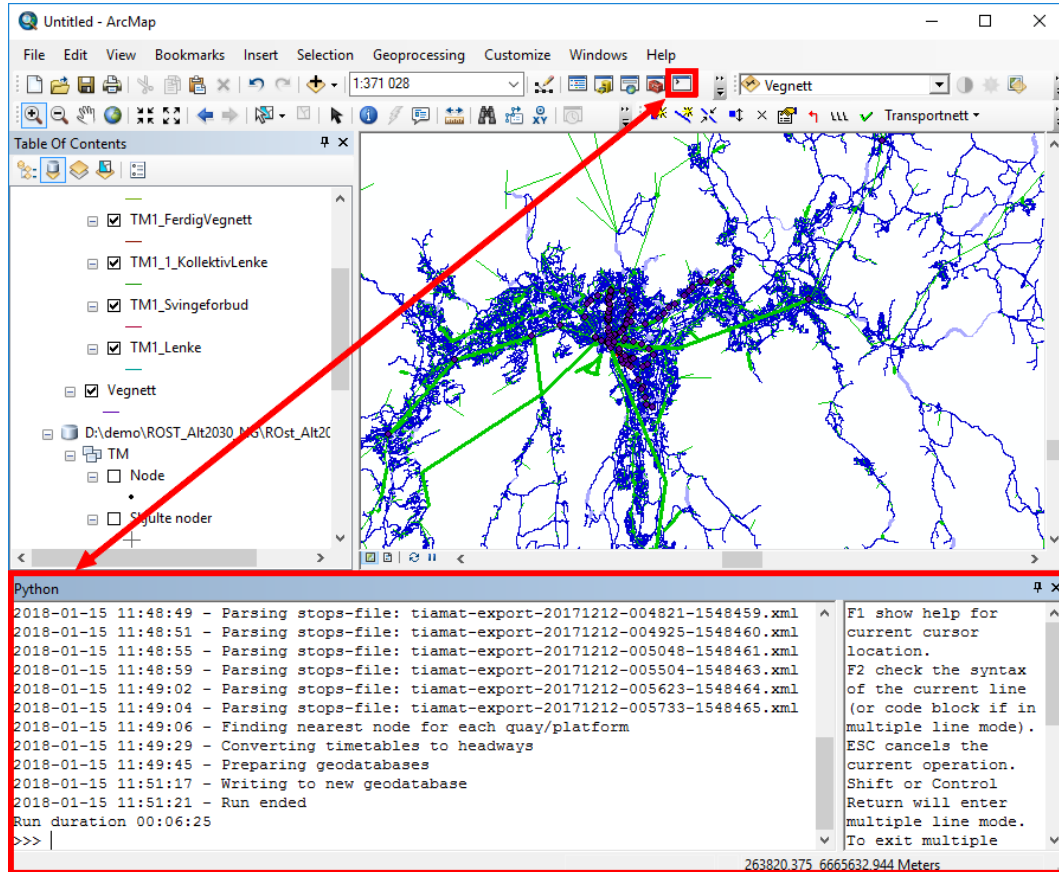 Untitled - ArcMap
File Edit View Bookmarks Insert Selection Geoprocessing Customize Windows Help
1:371 028
Vegnett
Transportnett
Table Of Contents
TM1_FerdigVegnett
TM1_1_KollektivLenke
TM1_Svingeforbud
TM1_Lenke
Vegnett
D:\demo\ROST_Alt2030_NG\ROst_Alt20
TM
Node
Skjulte noder
Python
2018-01-15 11:48:49 - Parsing stops-file: tiamat-export-20171212-004821-1548459.xml
2018-01-15 11:48:51 - Parsing stops-file: tiamat-export-20171212-004925-1548460.xml
2018-01-15 11:48:55 - Parsing stops-file: tiamat-export-20171212-005048-1548461.xml
2018-01-15 11:48:59 - Parsing stops-file: tiamat-export-20171212-005504-1548463.xml
2018-01-15 11:49:02 - Parsing stops-file: tiamat-export-20171212-005623-1548464.xml
2018-01-15 11:49:04 - Parsing stops-file: tiamat-export-20171212-005733-1548465.xml
2018-01-15 11:49:06 - Finding nearest node for each quay/platform
2018-01-15 11:49:29 - Converting timetables to headways
2018-01-15 11:49:45 - Preparing geodatabases
2018-01-15 11:51:17 - Writing to new geodatabase
2018-01-15 11:51:21 - Run ended
Run duration 00:06:25
>>>
F1 show help for
current cursor
location.
F2 check the syntax
of the current line
(or code block if in
multiple line mode).
ESC cancels the
current operation.
Shift or Control
Return will enter
multiple line mode.
To exit multiple
263820.375 6665632.944 Meters